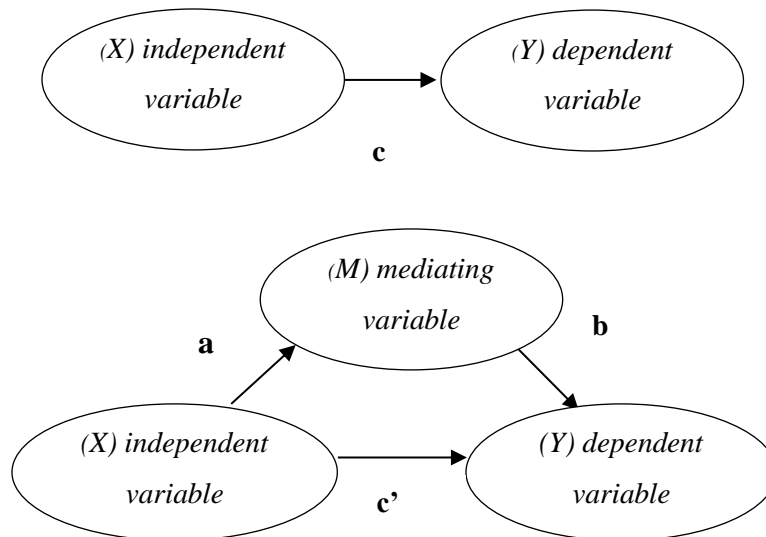 (X) independent
variable
(Y) dependent
variable
c
(M) mediating
variable
a
b
(X) independent
variable
(Y) dependent
variable
c’